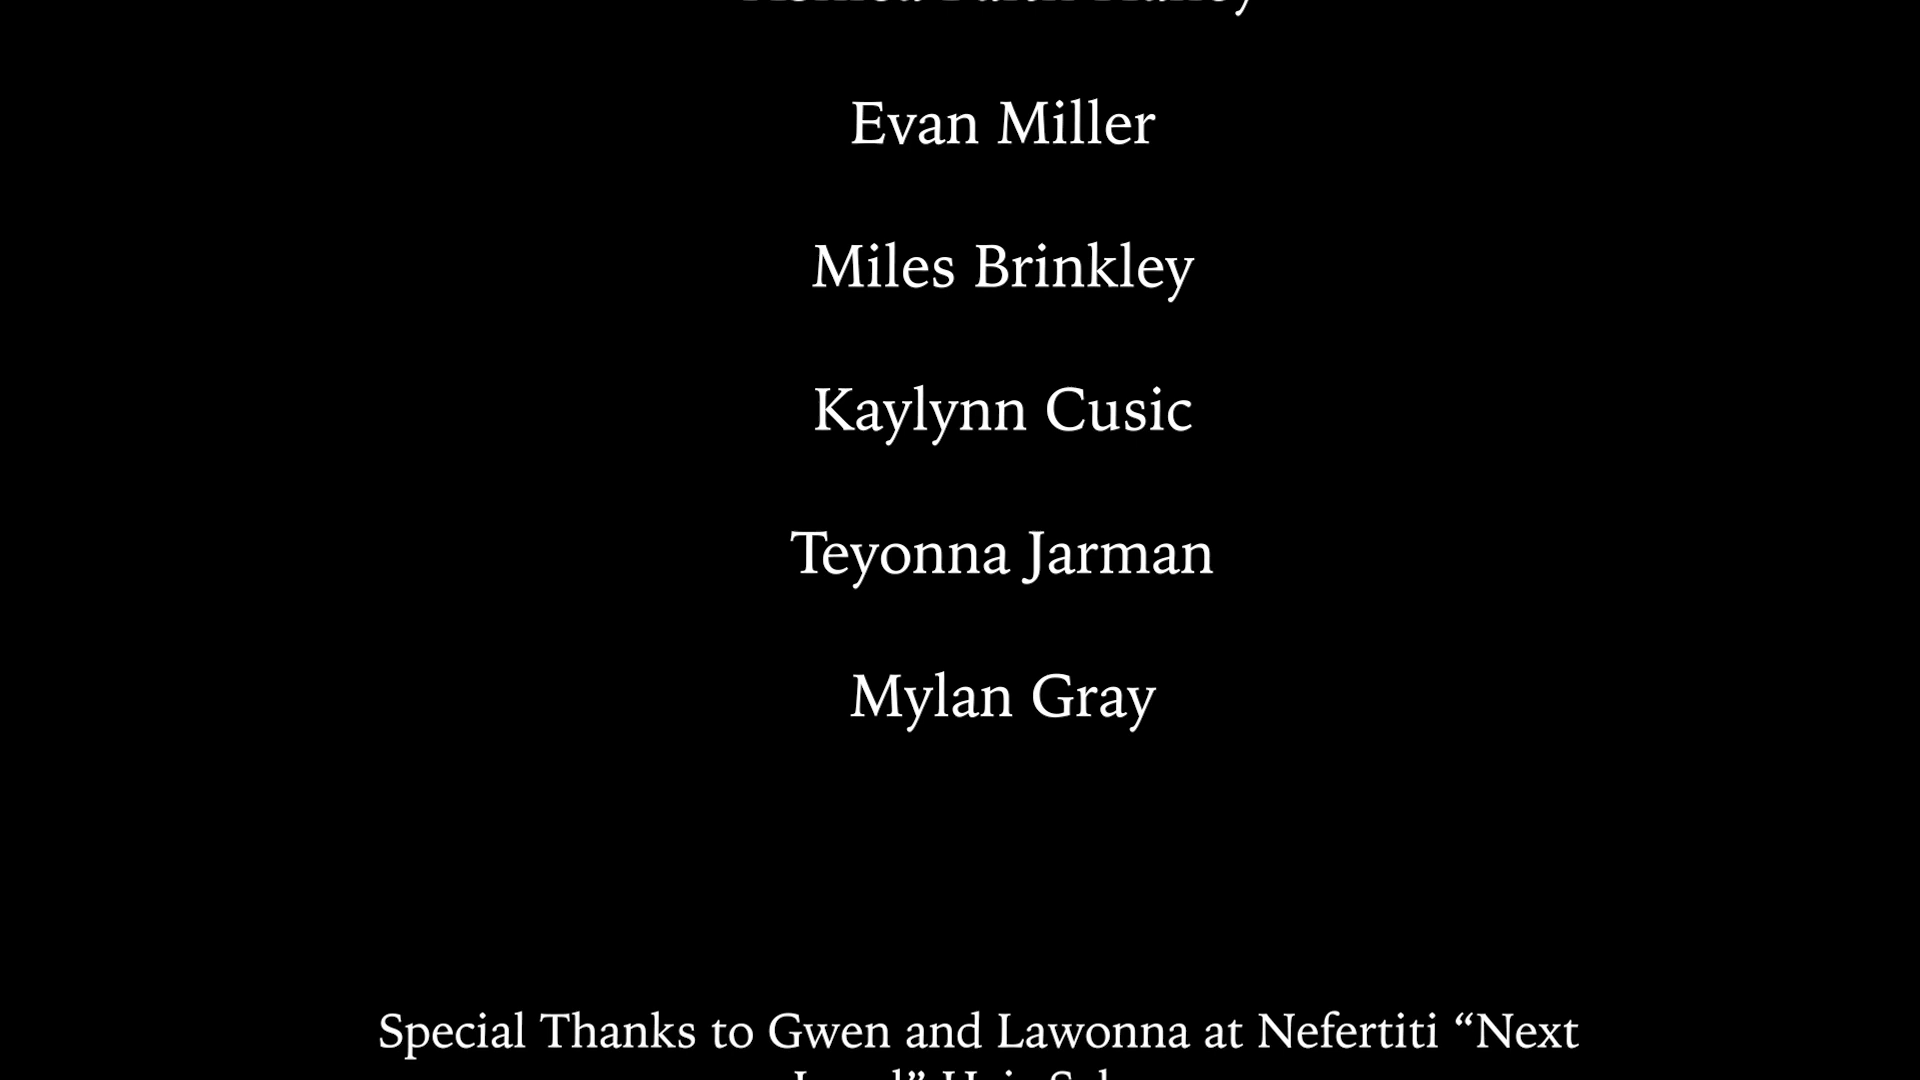 Evan Miller
Miles Brinkley
Kaylynn Cusic
Teyonna Jarman
Mylan Gray
Special Thanks to Gwen and Lawonna at Nefertiti “Next